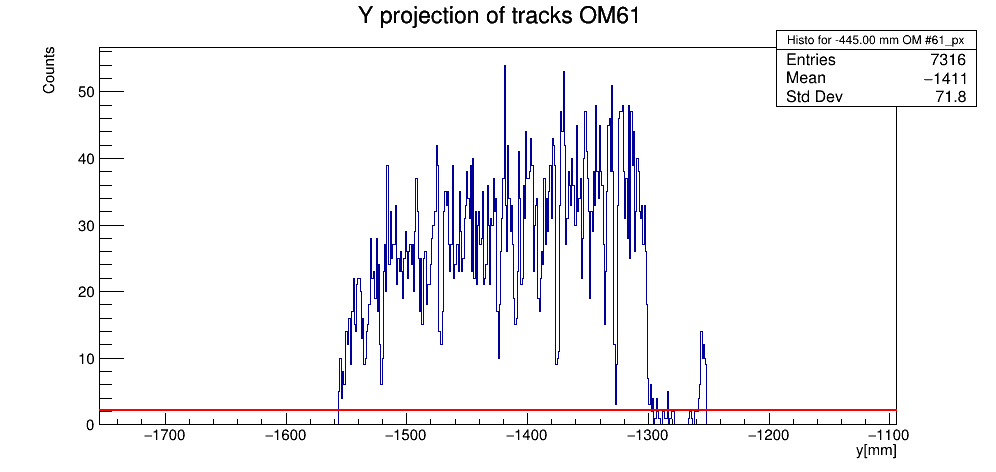 Y projection of tracks OM61
Histo for -445.00 mm OM #61_px
Entries 7316
Mean −1411
Std Dev 71.8
Counts
50
40
30
20
10
0
−1700 −1600 −1500 −1400 −1300 −1200 −1100
y[mm]